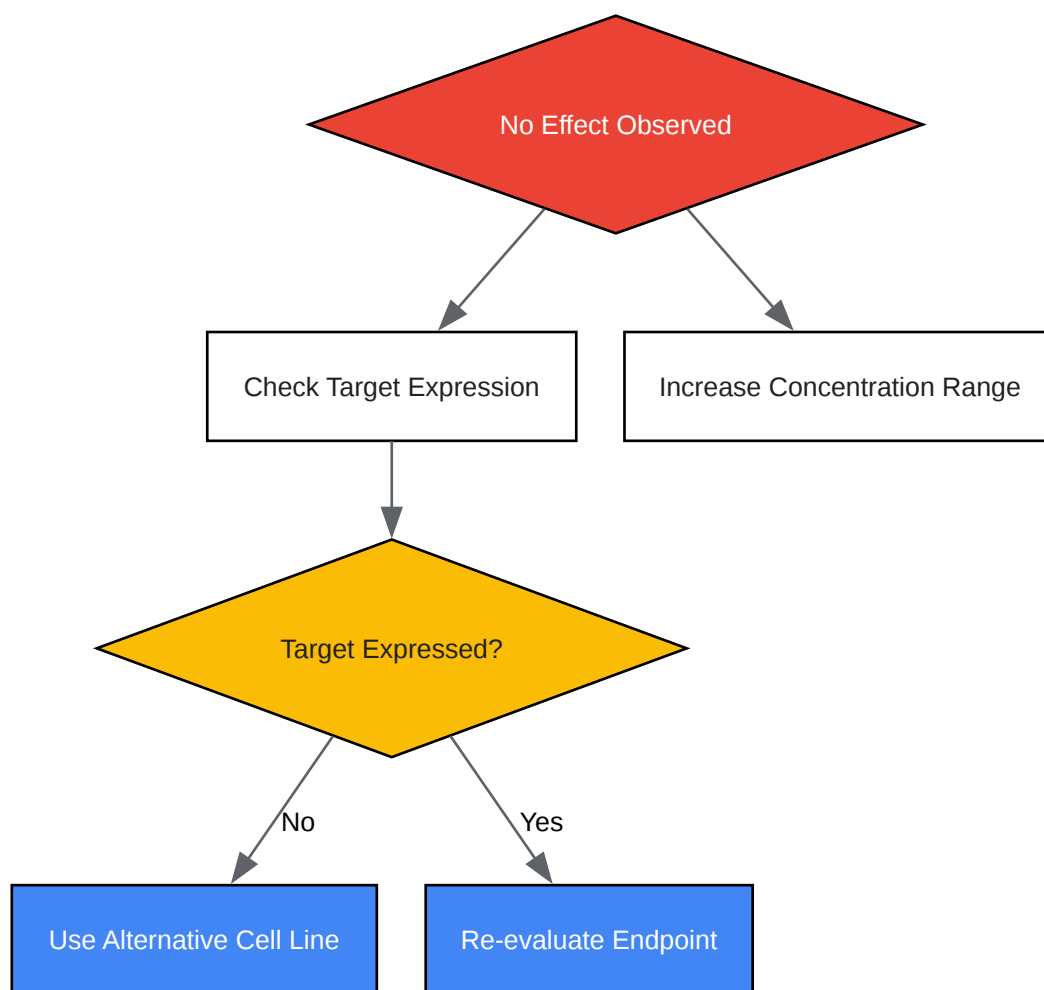 No Effect Observed
Check Target Expression
Increase Concentration Range
Target Expressed?
No
Yes
Use Alternative Cell Line
Re-evaluate Endpoint